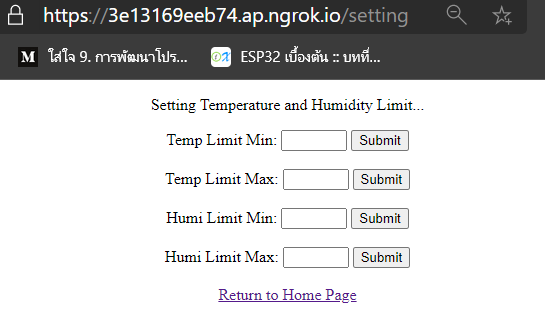 https://3e13169eeb74.ap.ngrok.io/setting
M ใส่ใจ 9. การพัฒนาโปร... ESP32 เบื้องต้น :: บทที่...
Setting Temperature and Humidity Limit...
Temp Limit Min: Submit
Temp Limit Max: Submit
Humi Limit Min: Submit
Humi Limit Max: Submit
Return to Home Page